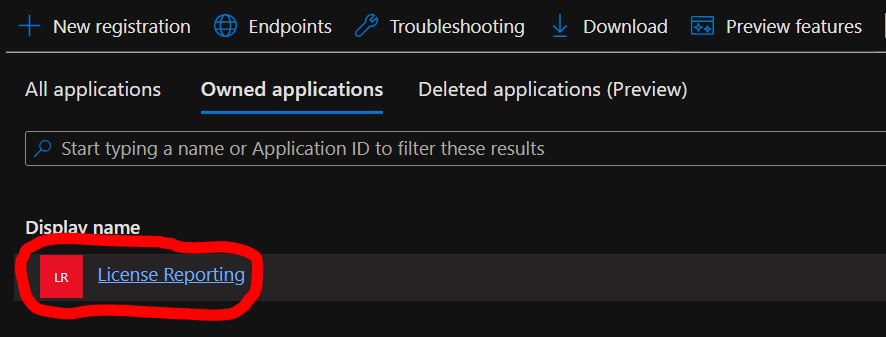 New registration Endpoints Troubleshooting Download Preview features
All applications Owned applications Deleted applications (Preview)
Start typing a name or Application ID to filter these results
Display name
LR License Reporting